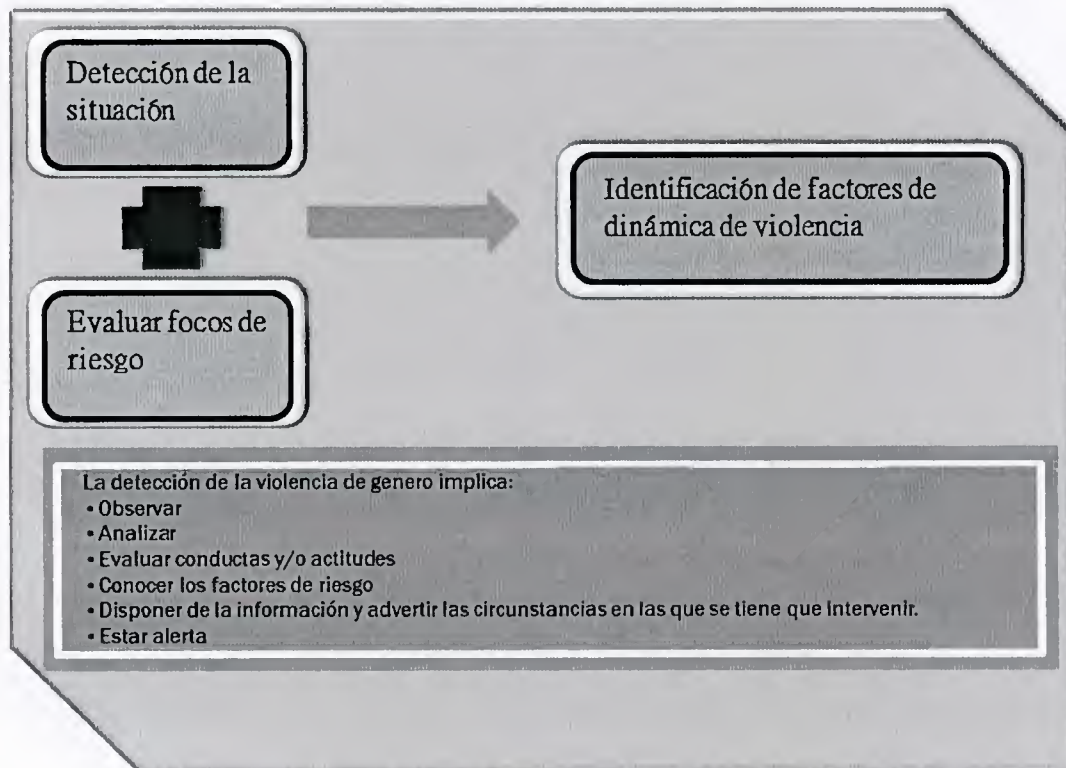 Detección de la
situación
Identificación de factores de
dinámica de violencia
Evaluar focos de
riesgo
La detección de la violencia de genero implica:
• Observar
• Analizar
• Evaluar conductas y/o actitudes
• Conocer los factores de riesgo
• Disponer de la información y advertir las circunstancias en las que se tiene que intervenir.
• Estar alerta